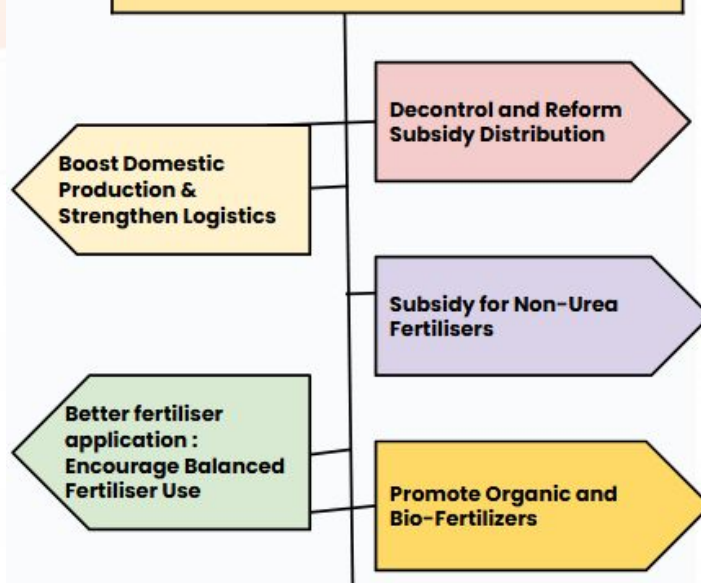 Decontrol and Reform
Subsidy Distribution
Boost Domestic
Production &
Strengthen Logistics
Subsidy for Non-Urea
Fertilisers
Better fertiliser
application :
Encourage Balanced
Fertiliser Use
Promote Organic and
Bio-Fertilizers